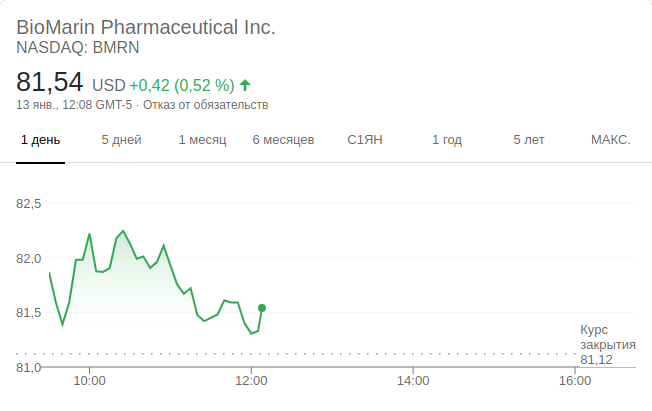 BioMarin Pharmaceutical Inc.
NASDAQ: BMRN
81,54 USD +0,42 (0,52 %)
13 янв., 12:08 GMT-5 · Отказ от обязательств
1 день 5 дней 1 месяц 6 месяцев С1ЯН 1 год 5 лет МАКС.
82,5
82,0
81,5
Курс
закрытия
81,12
81,0
10:00 12:00 14:00 16:00